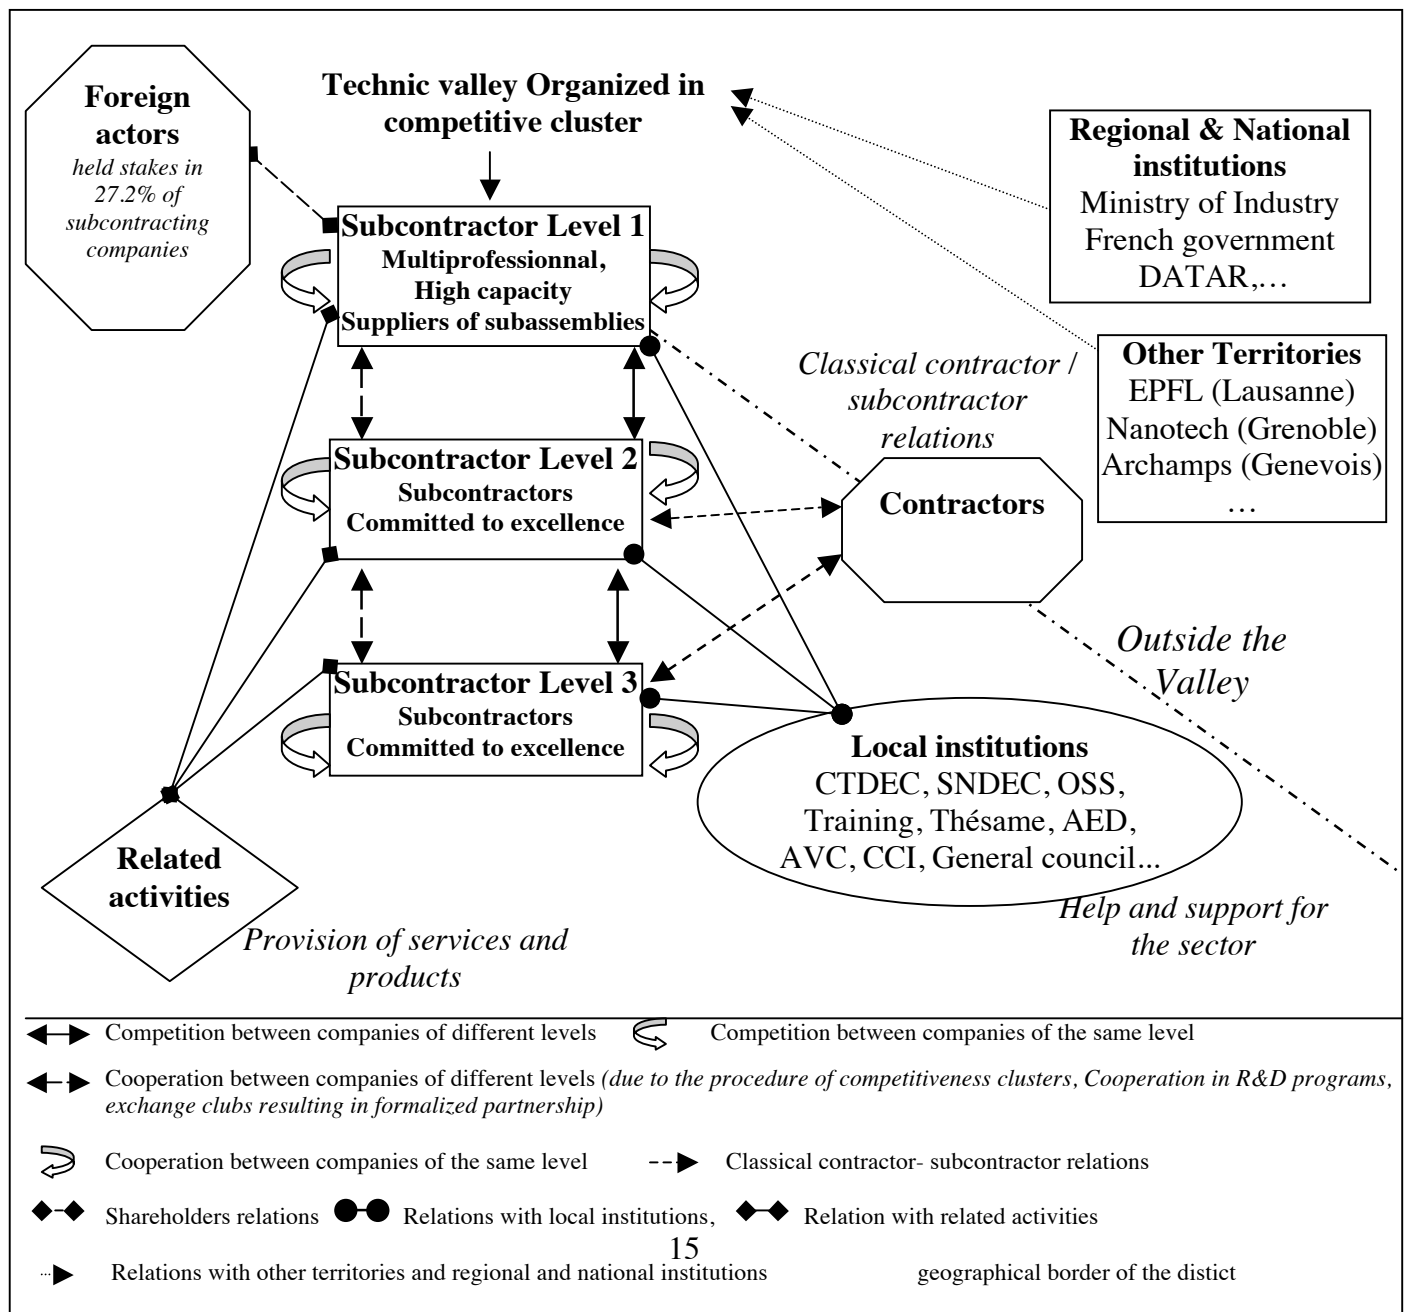 Foreign
actors
held stakes in
27.2% of
subcontracting
companies
Technic valley Organized in
competitive cluster
Regional & National
institutions
Ministry of Industry
French government
DATAR,…
Subcontractor Level 1
Multiprofessionnal,
High capacity
Suppliers of subassemblies
Other Territories
EPFL (Lausanne)
Nanotech (Grenoble)
Archamps (Genevois)
…
Classical contractor /
subcontractor
relations
Subcontractor Level 2
Subcontractors
Committed to excellence
Contractors
Outside the
Valley
Subcontractor Level 3
Subcontractors
Committed to excellence
Local institutions
CTDEC, SNDEC, OSS,
Training, Thésame, AED,
AVC, CCI, General council...
Related
activities
Help and support for
the sector
Provision of services and
products
Competition between companies of different levels
Competition between companies of the same level
Cooperation between companies of different levels (due to the procedure of competitiveness clusters, Cooperation in R&D programs,
exchange clubs resulting in formalized partnership)
Cooperation between companies of the same level
Classical contractor- subcontractor relations
Shareholders relations
Relations with local institutions,
Relation with related activities
15
Relations with other territories and regional and national institutions
geographical border of the distict